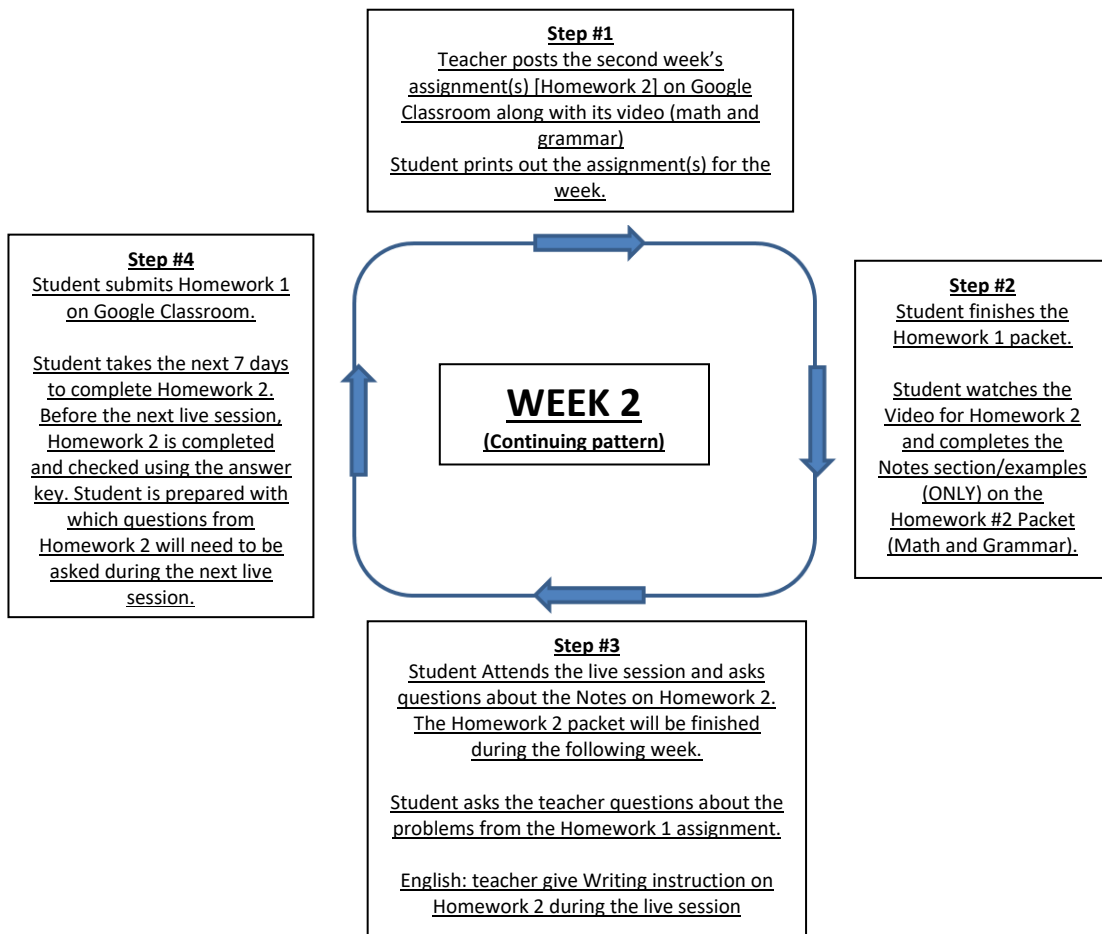 Step #1
Teacher posts the second week’s
assignment(s) [Homework 2] on Google
Classroom along with its video (math and
grammar)
Student prints out the assignment(s) for the
week.
Step #2
Student finishes the
Homework 1 packet.
Student watches the
Video for Homework 2
and completes the
Notes section/examples
(ONLY) on the
Homework #2 Packet
(Math and Grammar).
Step #3
Student Attends the live session and asks
questions about the Notes on Homework 2.
The Homework 2 packet will be finished
during the following week.
Student asks the teacher questions about the
problems from the Homework 1 assignment.
English: teacher give Writing instruction on
Homework 2 during the live session
Step #4
Student submits Homework 1
on Google Classroom.
Student takes the next 7 days
to complete Homework 2.
Before the next live session,
Homework 2 is completed
and checked using the answer
key. Student is prepared with
which questions from
Homework 2 will need to be
asked during the next live
session.
WEEK 2
(Continuing pattern)